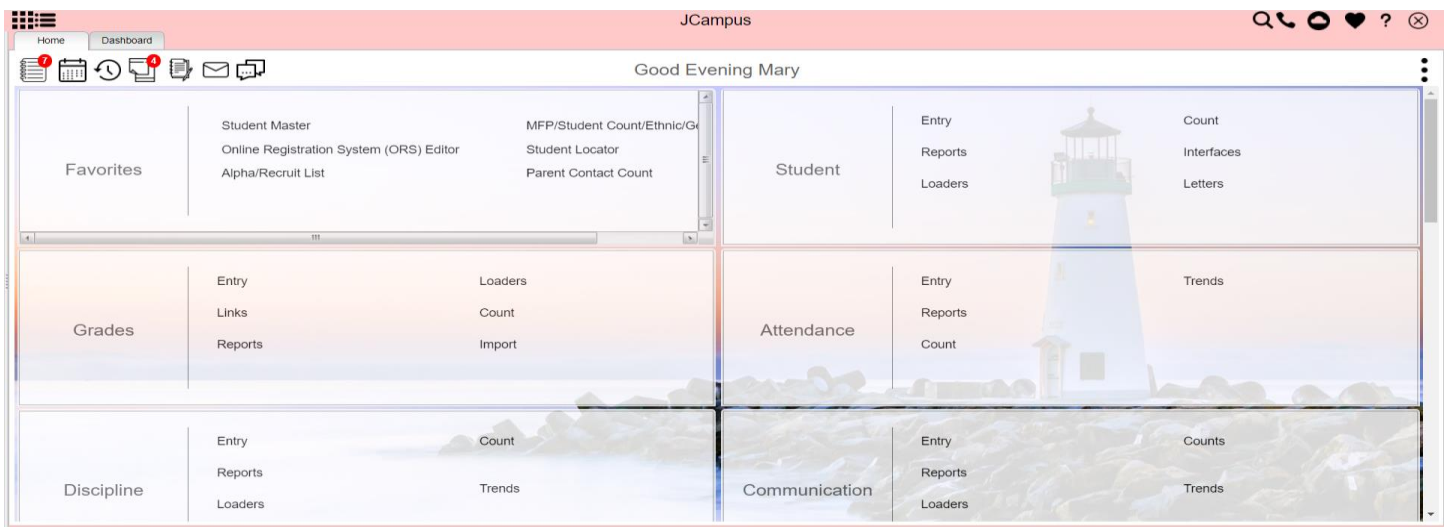 JCampus
?
Home
Dashboard
7
4
Good Evening Mary
Favorites
Student Master
MFP/Student Count/Ethnic/Ge
Online Registration System (ORS) Editor
Student Locator
Alpha/Recruit List
Parent Contact Count
Student
Entry
Count
Reports
Interfaces
Loaders
Letters
Grades
Entry
Loaders
Links
Count
Reports
Import
Attendance
Entry
Trends
Reports
Count
Discipline
Entry
Count
Reports
Trends
Loaders
Communication
Entry
Counts
Reports
Trends
Loaders